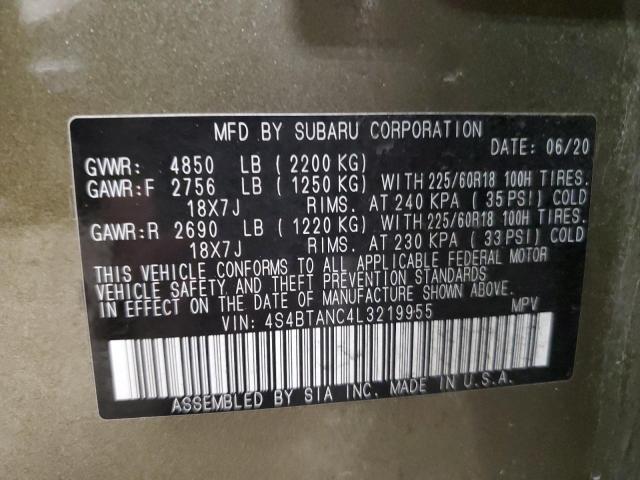 MFD BY SUBARU CORPORATION
DATE: 06/20
GVWR: 4850 LB (2200 KG)
GAWR:F 2756 LB (1250 KG) WITH 225/60R18 100H TIRES.
18X7J RIMS. AT 240 KPA (35 PSI) COLD
GAWR:R 2690 LB (1220 KG) WITH 225/60R18 100H TIRES.
18X7J RIMS. AT 230 KPA (33 PSI) COLD
THIS VEHICLE CONFORMS TO ALL APPLICABLE FEDERAL MOTOR
VEHICLE SAFETY AND THEFT PREVENTION STANDARDS
IN EFFECT ON THE DATE OF MANUFACTURE SHOWN ABOVE.
VIN: 4S4BTANC4L3219955 MPV
ASSEMBLED BY SIA INC. MADE IN U.S.A.